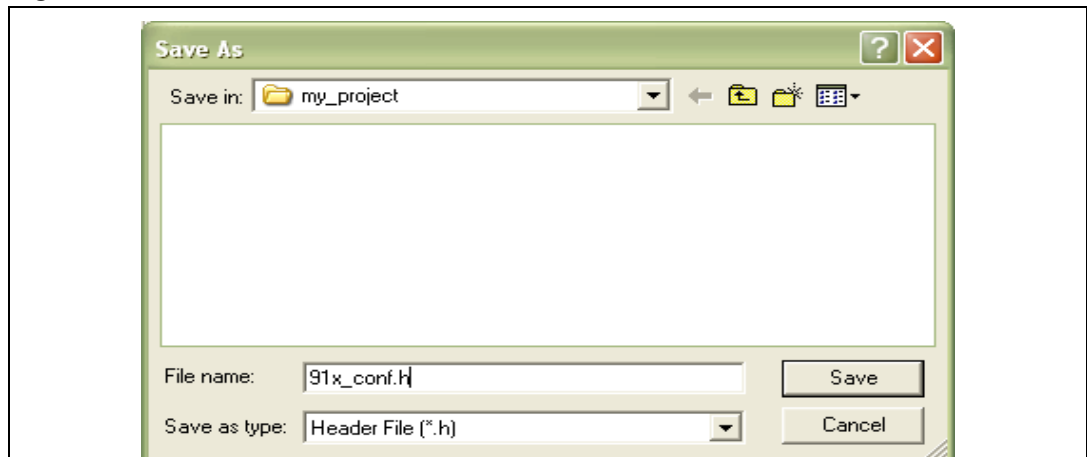 Save As
Save in: my_project
File name: 91x_conf.h
Save
Save as type: Header File (*.h)
Cancel